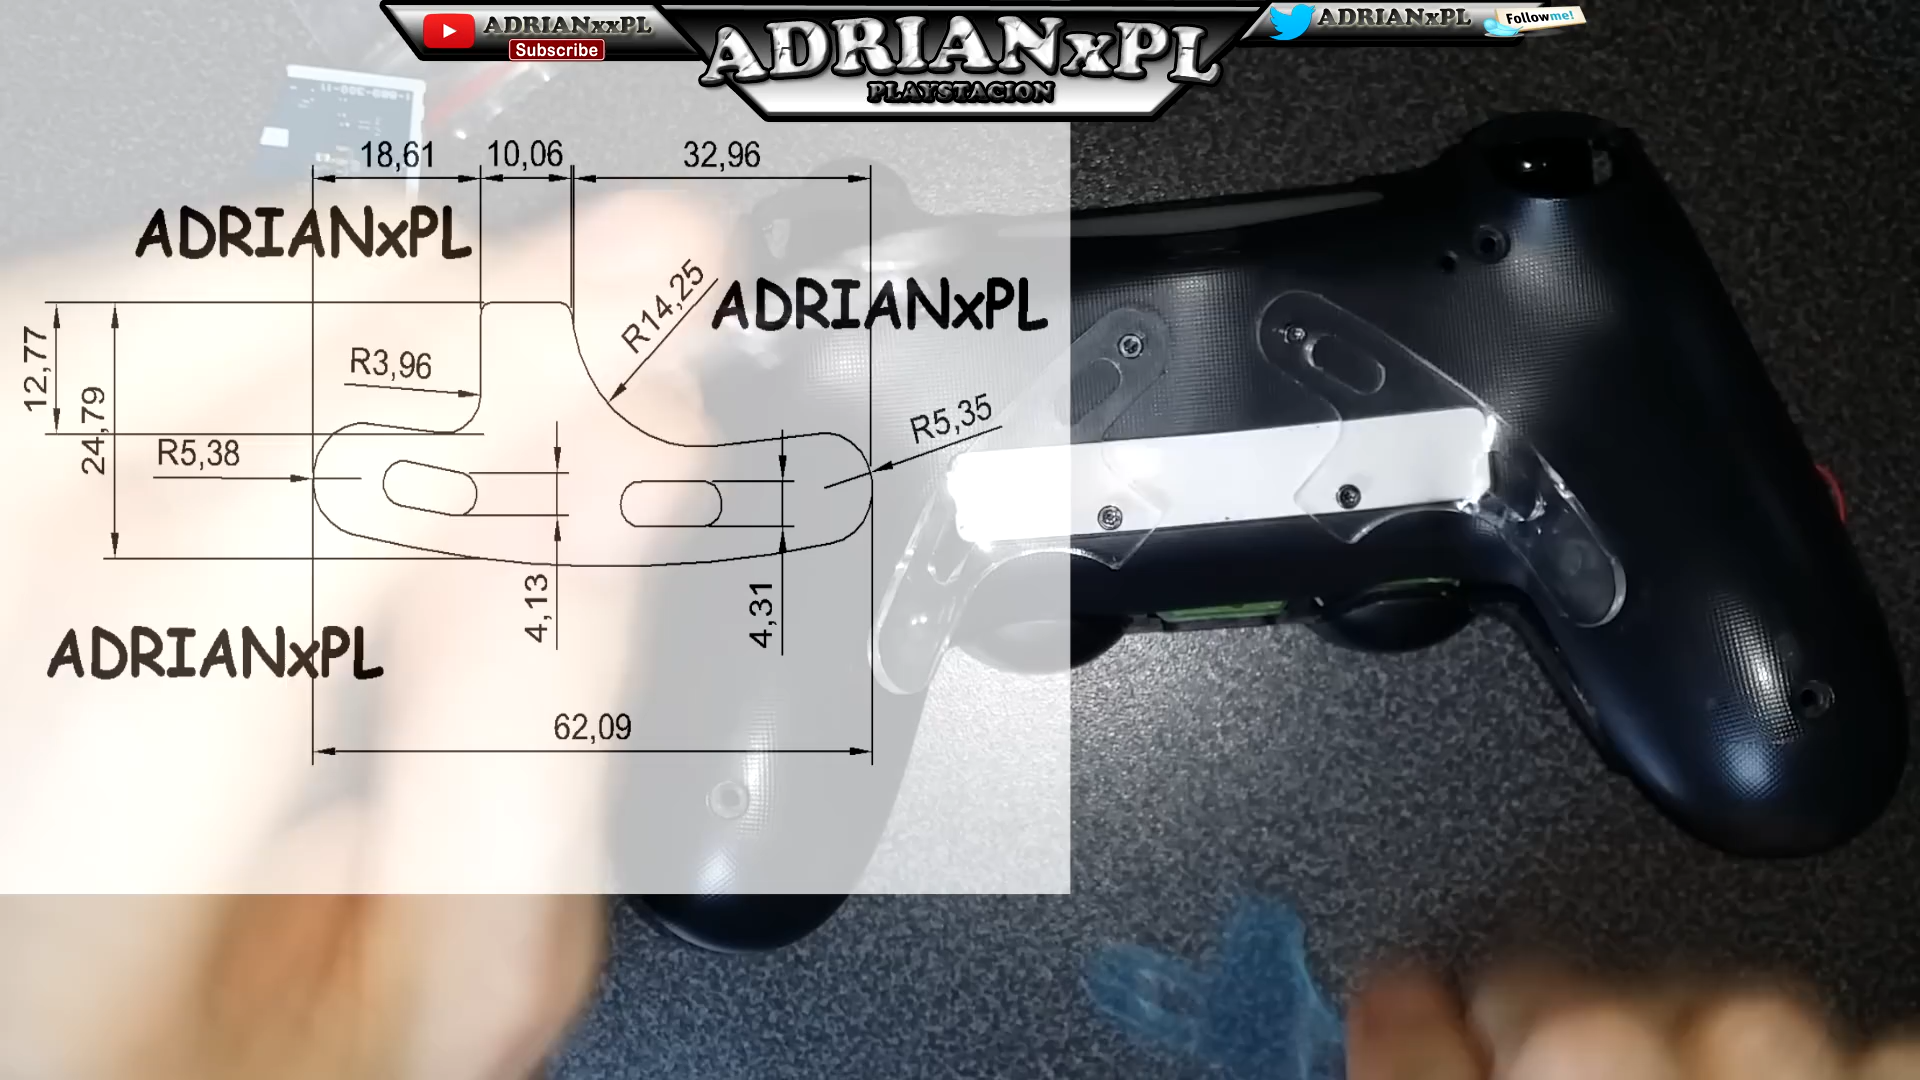 ADRIANxxPL
Subscribe
ADRIANxPL
PLAYSTACION
ADRIANxPL
Followme!
18,61
10,06
32,96
ADRIANxPL
ADRIANxPL
R14,25
R3,96
12,77
24,79
R5,38
R5,35
4,13
4,31
ADRIANxPL
62,09